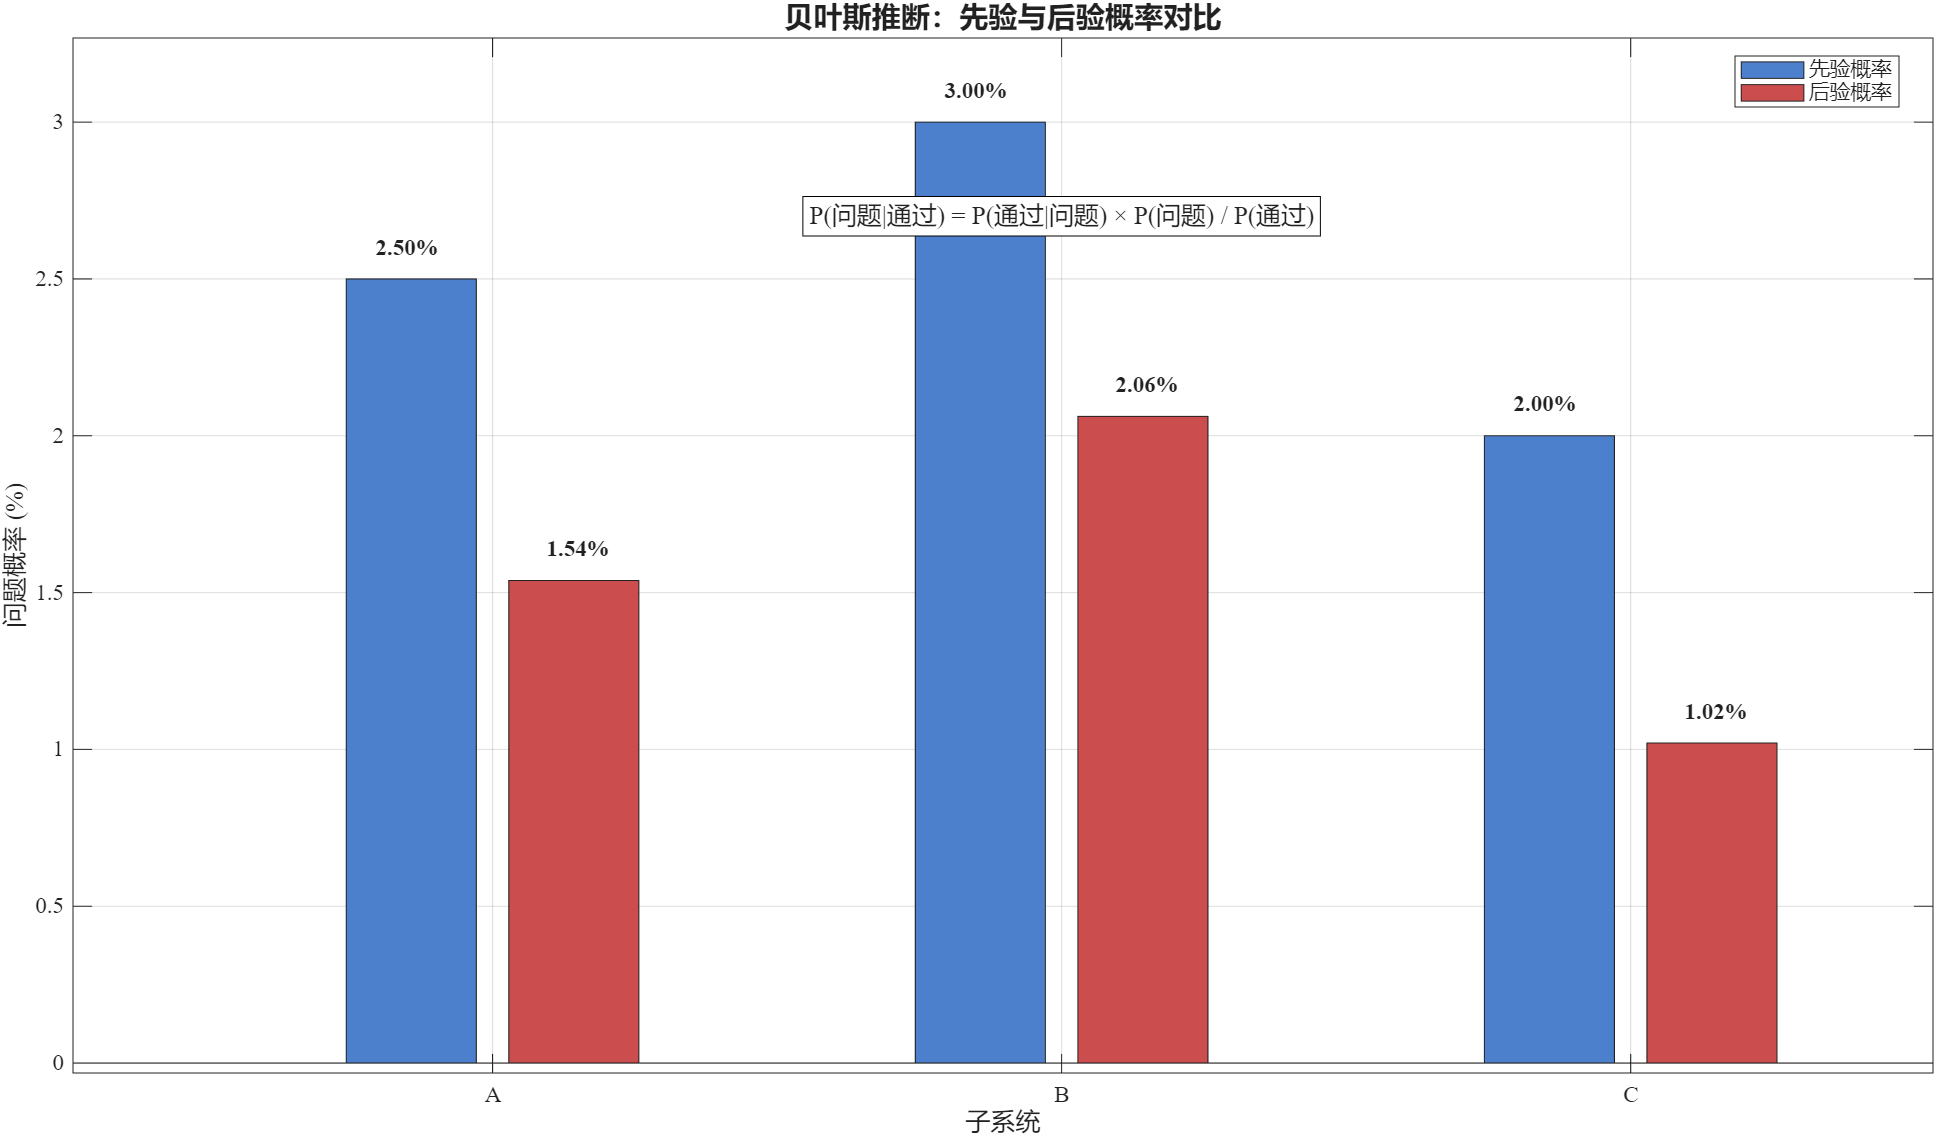 贝叶斯推断：先验与后验概率对比
先验概率
后验概率
3.00%
P(问题|通过) = P(通过|问题) × P(问题) / P(通过)
2.50%
2.06%
2.00%
1.54%
1.02%
问题概率 (%)
3
2.5
2
1.5
1
0.5
0
A
B
C
子系统